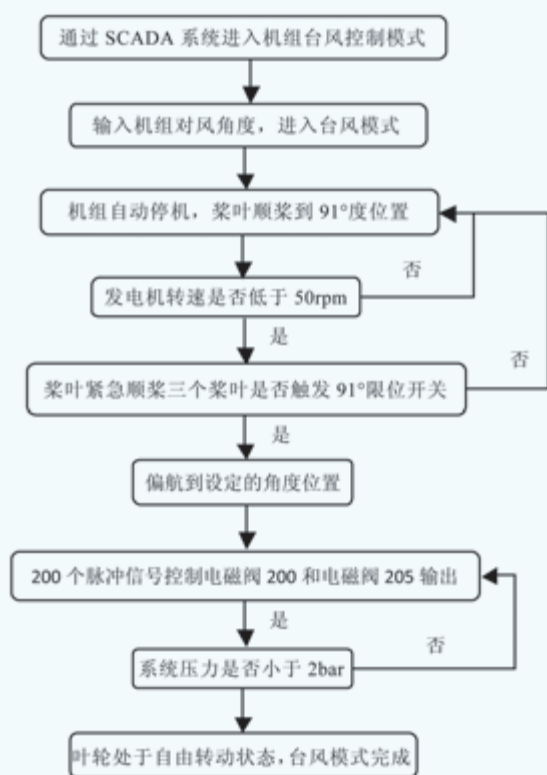 通过 SCADA 系统进入机组台风控制模式
输入机组对风角度，进入台风模式
机组自动停机，桨叶顺桨到 91°度位置
否
发电机转速是否低于 50rpm
是
否
桨叶紧急顺桨三个桨叶是否触发 91°限位开关
是
偏航到设定的角度位置
200 个脉冲信号控制电磁阀 200 和电磁阀 205 输出
是
否
系统压力是否小于 2bar
叶轮处于自由转动状态，台风模式完成